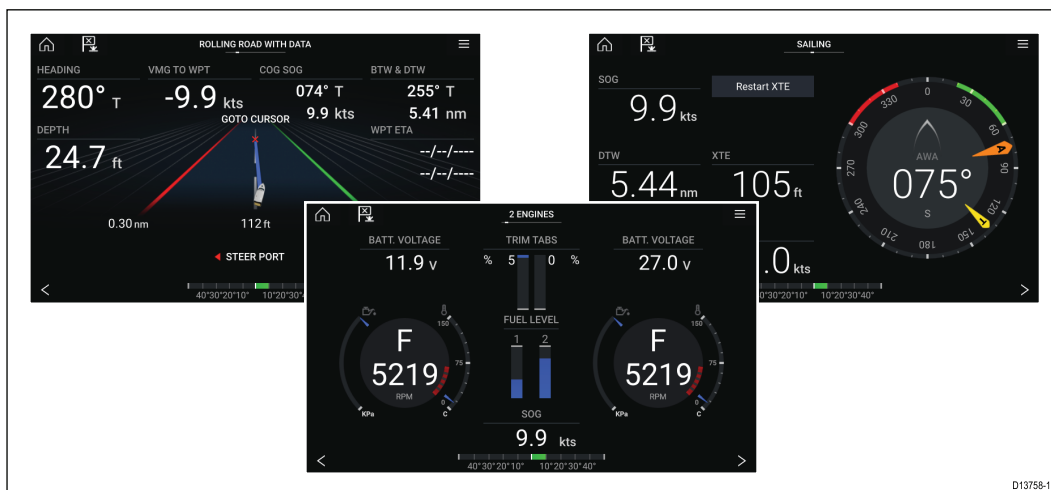 ROLLING ROAD WITH DATA
HEADING
VMG TO WPT
COG SOG
BTW & DTW
280° T
-9.9 kts
074° T
9.9 kts
255° T
5.41 nm
GOTO CURSOR
DEPTH
24.7 ft
WPT ETA
--/--/----
--/--/----
0.30 nm
112 ft
STEER PORT
40°30°20°10° 10°20°30°4
SAILING
SOG
9.9 kts
Restart XTE
DTW
5.44 nm
XTE
105 ft
.0 kts
0 30 60 90 120 150 180 210 240 270 300 330
A
T
AWA
075°
S
0°30°20°10° 10°20°30°40°
2 ENGINES
BATT. VOLTAGE
11.9 v
TRIM TABS
% 5 0 %
BATT. VOLTAGE
27.0 v
FUEL LEVEL
1 2
F
5219
RPM
150
75
0
KPa
C
F
5219
RPM
150
75
0
KPa
C
SOG
9.9 kts
40°30°20°10° 10°20°30°40°
D13758-1